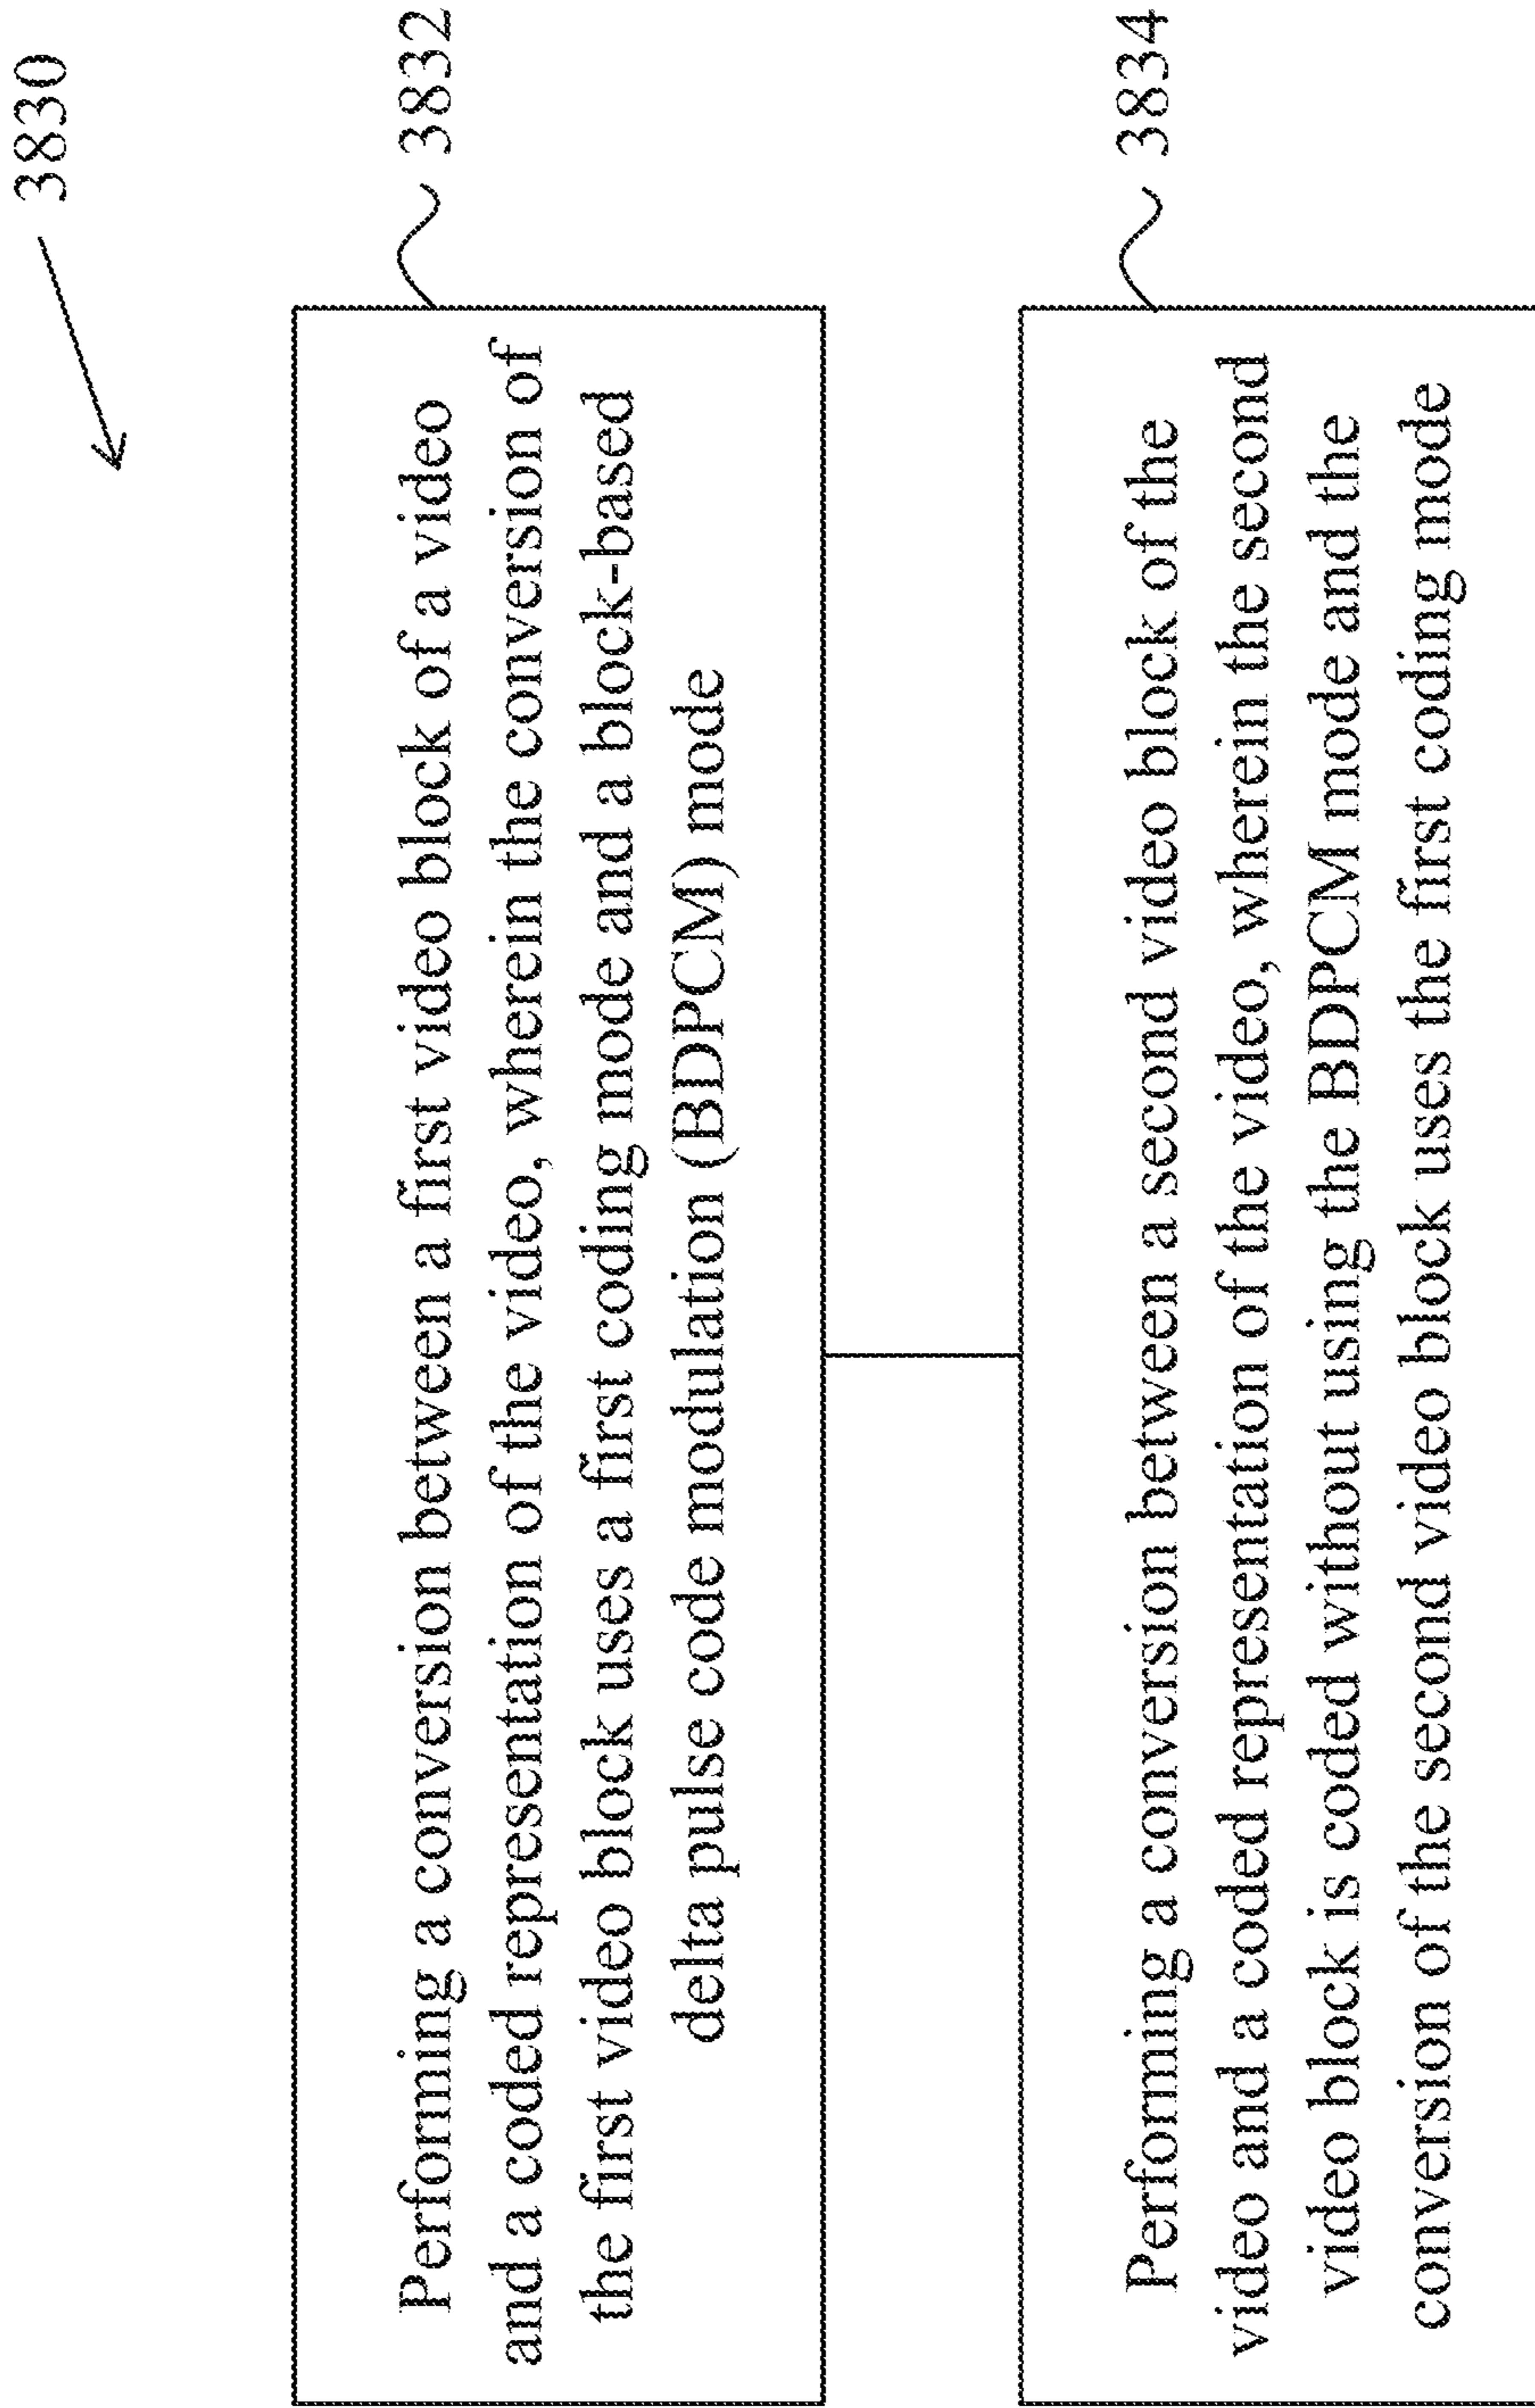 3830
3832
Performing a conversion between a first video block of a video
and a coded representation of the video, wherein the conversion of
the first video block uses a first coding mode and a block-based
delta pulse code modulation (BDPCM) mode
3834
Performing a conversion between a second video block of the
video and a coded representation of the video, wherein the second
video block is coded without using the BDPCM mode and the
conversion of the second video block uses the first coding mode